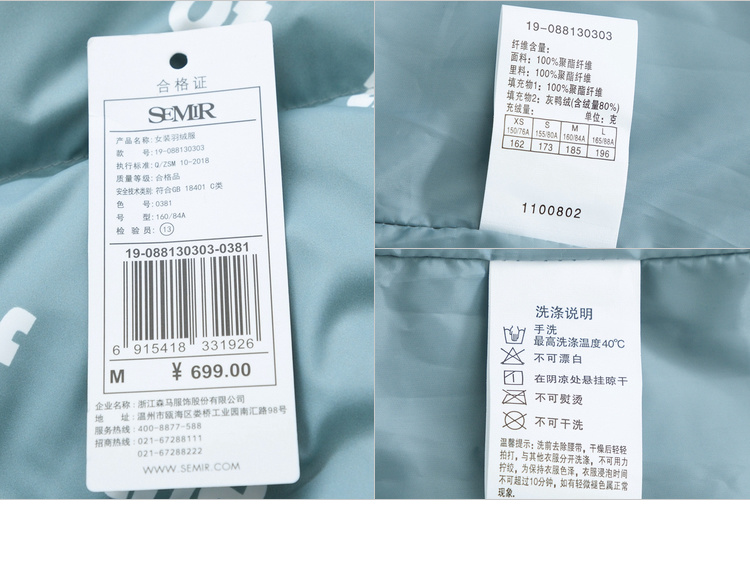 合格证
SEMIR
产品名称: 女装羽绒服
款 号: 19-088130303
执行标准: Q/ZSM 10-2018
质量等级: 合格品
安全技术类别: 符合GB 18401 C类
色 号: 0381
号 型: 160/84A
检 验 员: 13
19-088130303-0381
6 915418 331926
M ¥ 699.00
企业名称: 浙江森马服饰股份有限公司
地 址: 温州市瓯海区娄桥工业园南汇路98号
服务热线: 400-8877-588
招商热线: 021-67288111
021-67288222
WWW.SEMIR.COM
19-088130303
纤维含量:
面料: 100%聚酯纤维
里料: 100%聚酯纤维
填充物1: 100%聚酯纤维
填充物2: 灰鸭绒(含绒量80%)
充绒量: 单位: 克
XS S M L
150/76A 155/80A 160/84A 165/88A
162 173 185 196
1100802
洗涤说明
手洗
最高洗涤温度40℃
不可漂白
1 在阴凉处悬挂晾干
不可熨烫
不可干洗
温馨提示: 洗前去除腰带, 干燥后轻轻
拍打, 与其他衣服分开洗涤, 不可用力
拧绞, 为保持衣服色泽, 衣服浸泡时间
不可超过10分钟, 如有轻微褪色属正常
现象.